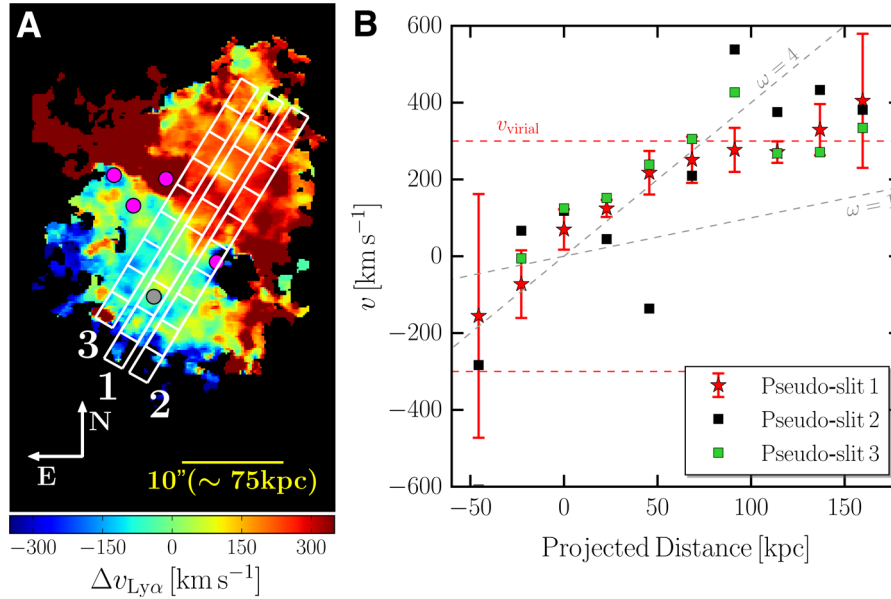 A
3
1
2
N
E
10"(∼ 75kpc)
−300 −150 0 150 300
Δv_Lyα [km s⁻¹]
B
600
400
200
0
−200
−400
−600
v [km s⁻¹]
v_virial
ω = 4
ω = 1
Pseudo-slit 1
Pseudo-slit 2
Pseudo-slit 3
−50 0 50 100 150
Projected Distance [kpc]